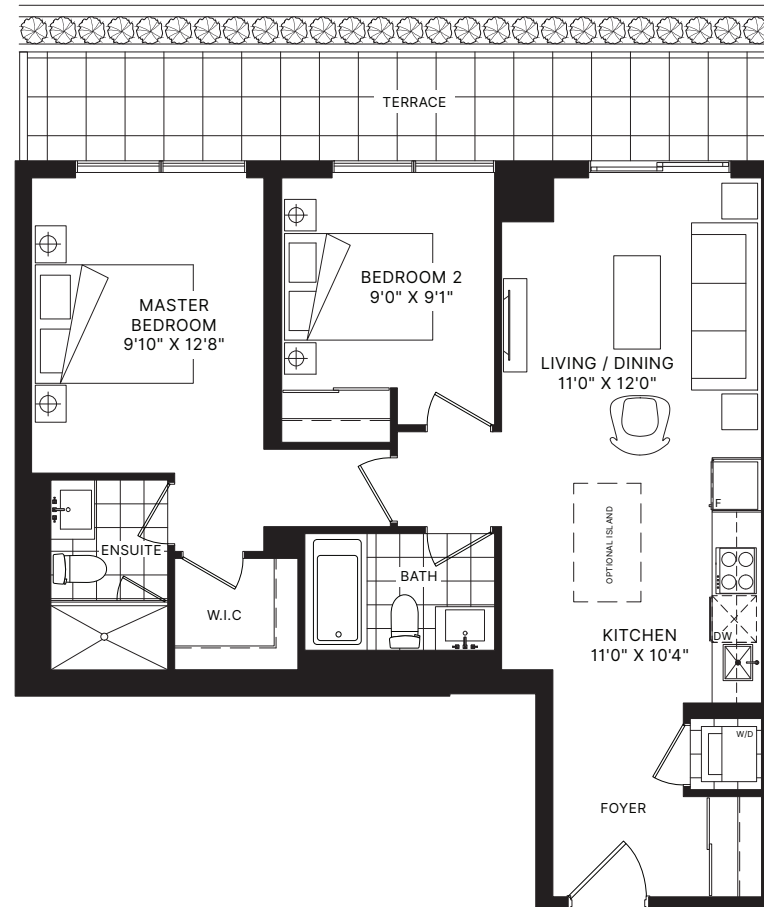 TERRACE
MASTER
BEDROOM
9'10" X 12'8"
BEDROOM 2
9'0" X 9'1"
LIVING / DINING
11'0" X 12'0"
F
OPTIONAL ISLAND
ENSUITE
BATH
W.I.C
DW
KITCHEN
11'0" X 10'4"
W/D
FOYER